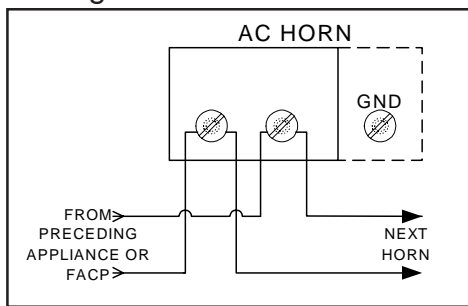 AC HORN
GND
FROM
PRECEDING
APPLIANCE OR
FACP
NEXT
HORN